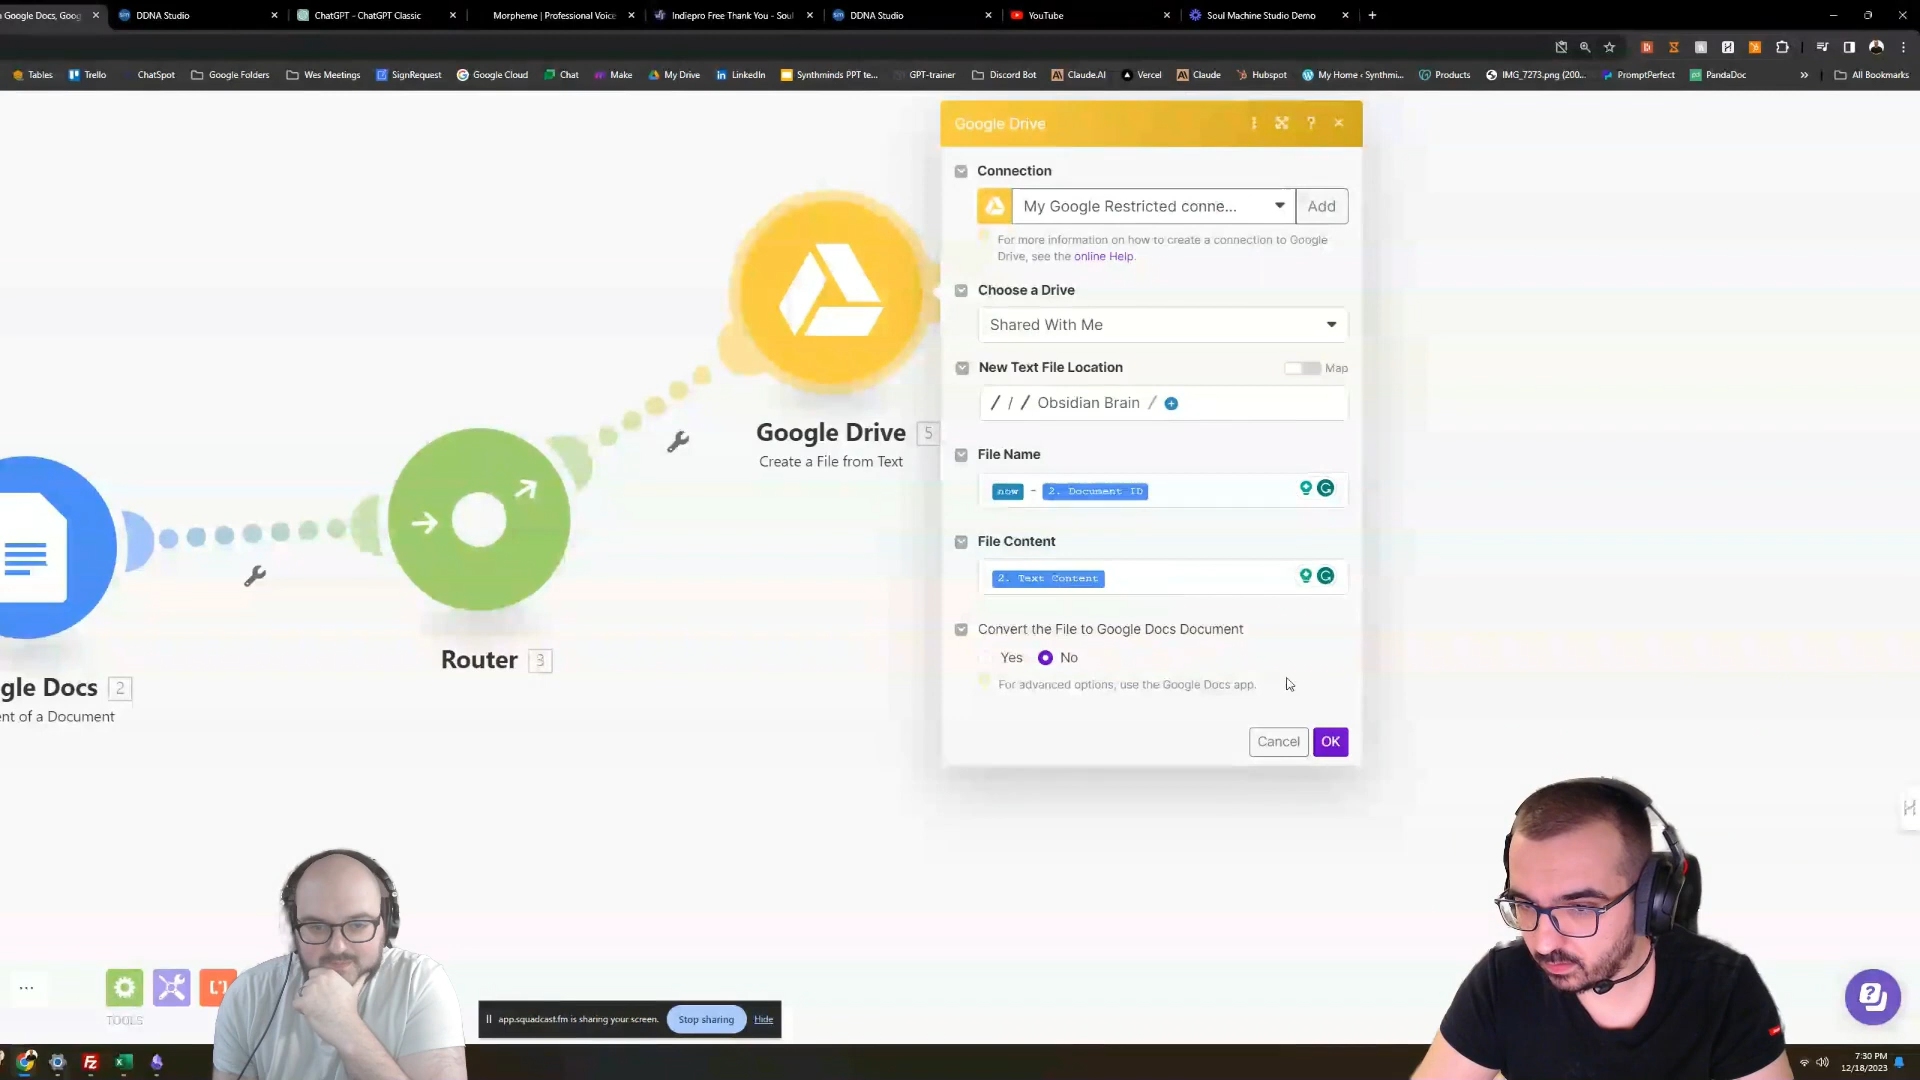 o Google Docs, Goog
DDNA Studio
ChatGPT - ChatGPT Classic
Morpheme | Professional Voice
Indiepro Free Thank You - Soul
DDNA Studio
YouTube
Soul Machine Studio Demo
Tables
Trello
ChatSpot
Google Folders
Wes Meetings
SignRequest
Google Cloud
Chat
Make
My Drive
LinkedIn
Synthminds PPT te...
GPT-trainer
Discord Bot
Claude.AI
Vercel
Claude
Hubspot
My Home ‹ Synthmi...
Products
IMG_7273.png (200...
PromptPerfect
PandaDoc
»
All Bookmarks
Google Drive
Connection
My Google Restricted conne...
Add
For more information on how to create a connection to Google
Drive, see the online Help.
Choose a Drive
Shared With Me
New Text File Location
Map
/ / / Obsidian Brain /
File Name
now - 2. Document ID
File Content
2. Text Content
Convert the File to Google Docs Document
Yes No
For advanced options, use the Google Docs app.
Cancel OK
Google Drive 5
Create a File from Text
Router 3
gle Docs 2
ent of a Document
TOOLS
app.squadcast.fm is sharing your screen.
Stop sharing
Hide
7:30 PM
12/18/2023